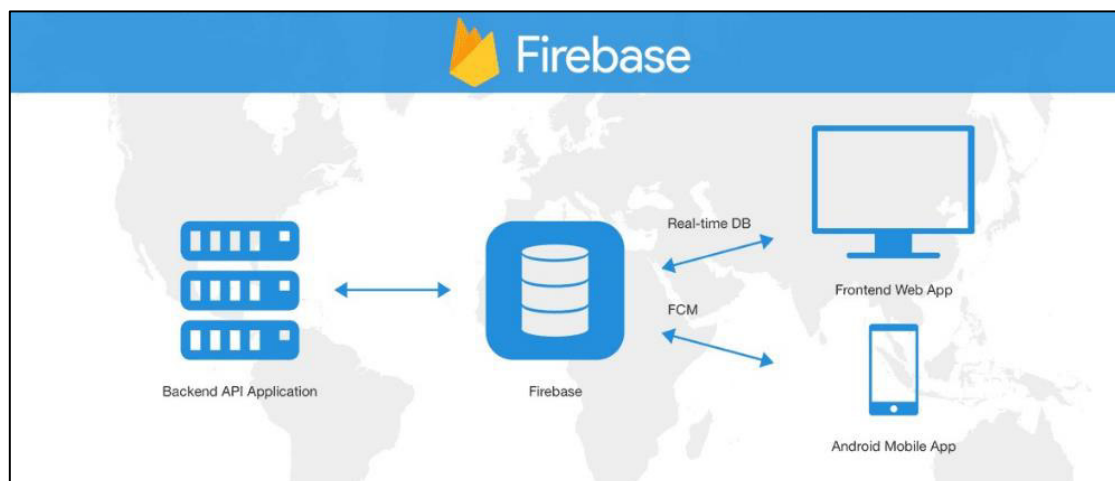 Firebase
Real-time DB
Frontend Web App
FCM
Backend API Application
Firebase
Android Mobile App